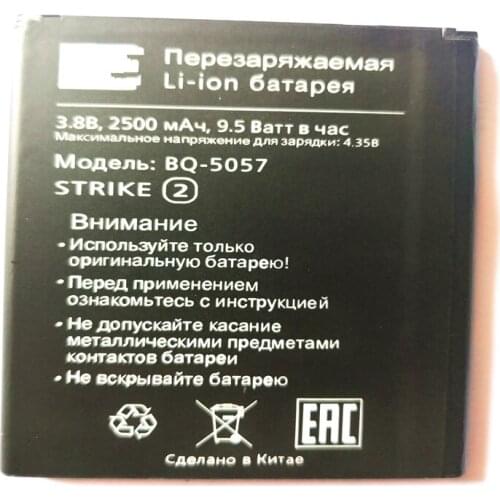 Перезаряжаемая
Li-ion батарея
3.8В, 2500 мАч, 9.5 Ватт в час
Максимальное напряжение для зарядки: 4.35В
Модель: BQ-5057
STRIKE 2
Внимание
• Используйте только
оригинальную батарею!
• Перед применением
ознакомьтесь с инструкцией
• Не допускайте касание
металлическими предметами
контактов батареи
• Не вскрывайте батарею
EAC
Сделано в Китае